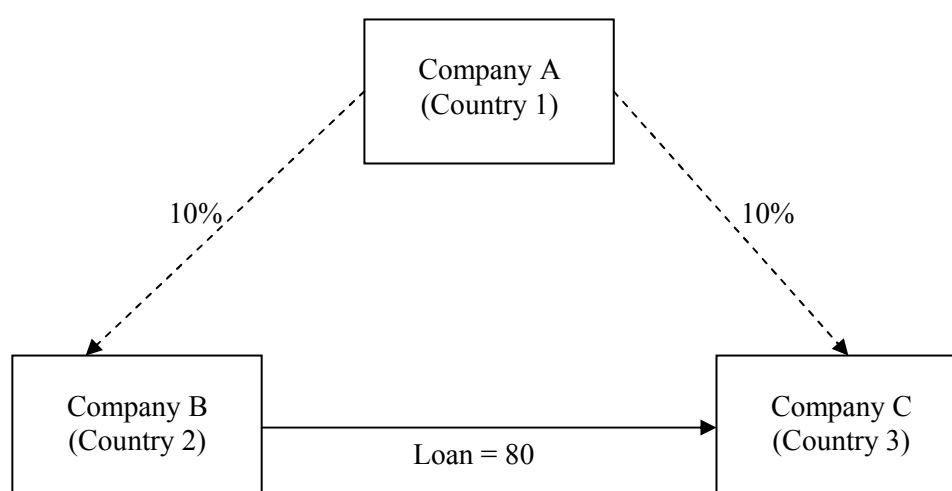 Company A
(Country 1)
10%
10%
Company B
(Country 2)
Loan = 80
Company C
(Country 3)